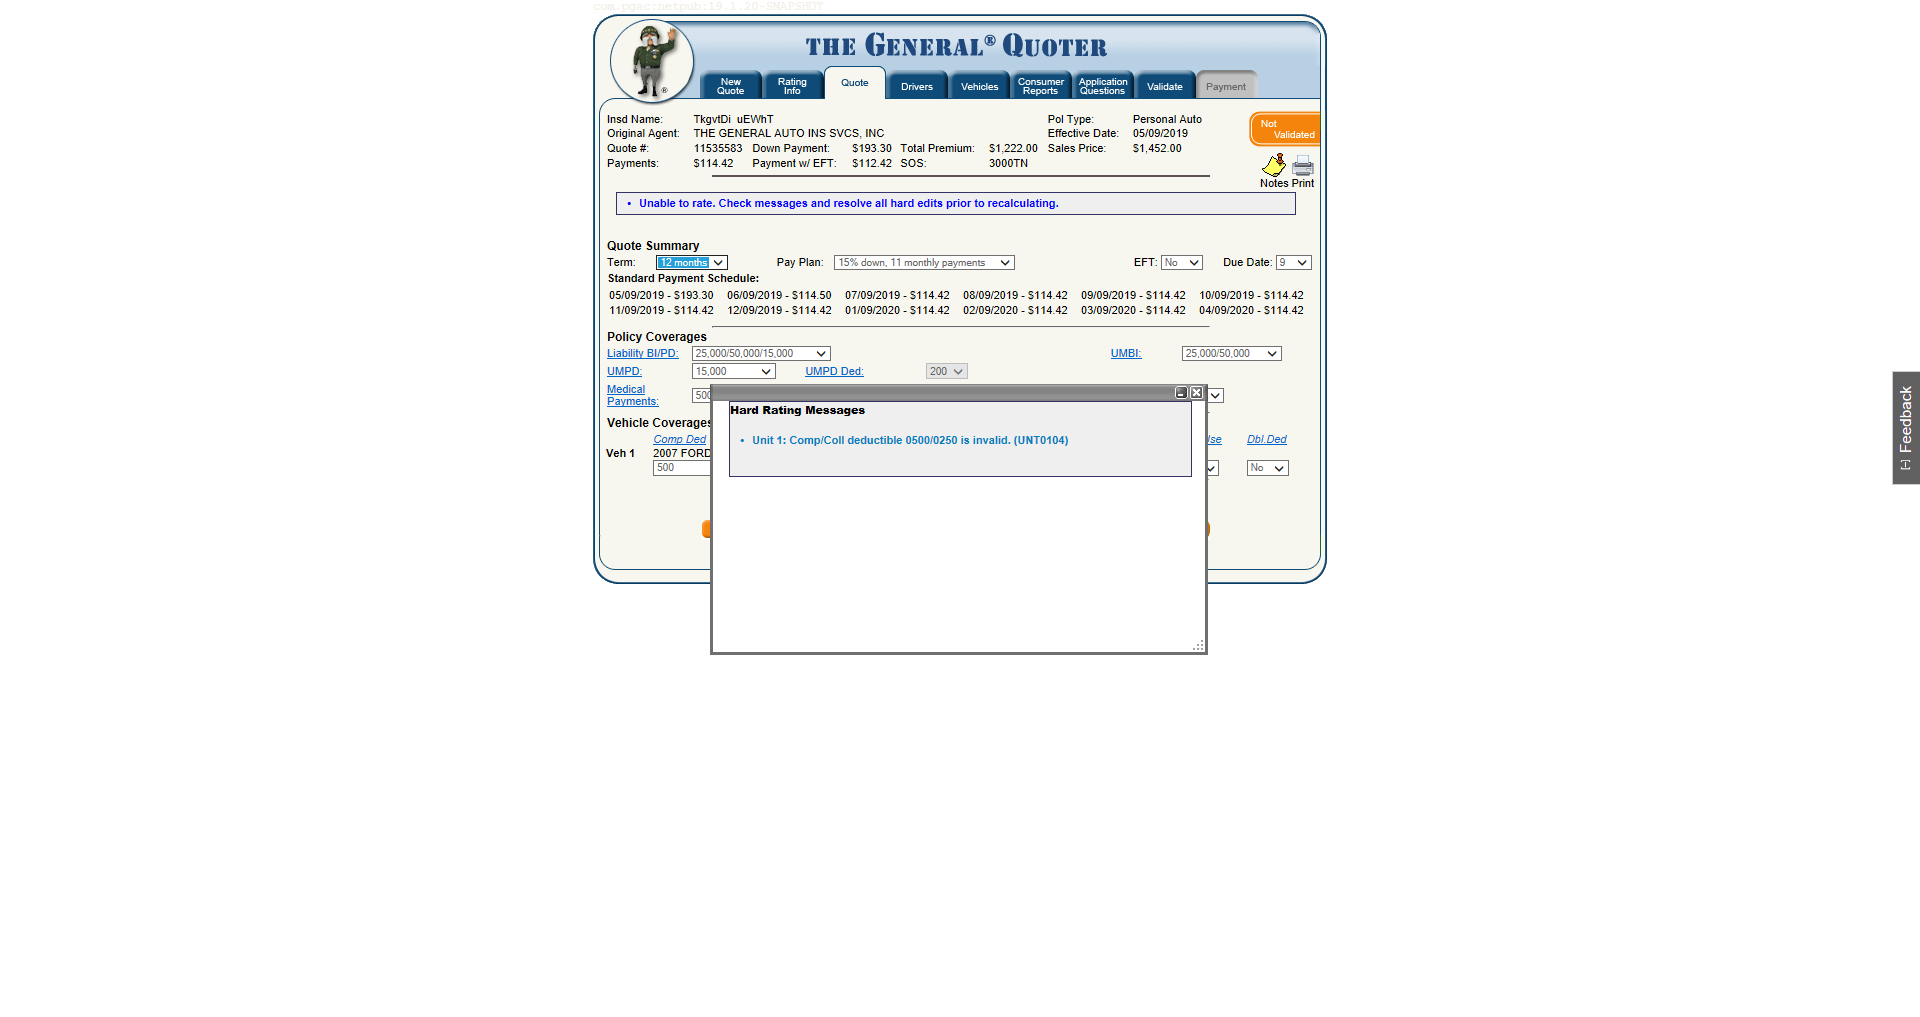 com.pgac:netpub:19.1.20-SNAPSHOT
THE GENERAL® QUOTER
New Quote Rating Info Quote Drivers Vehicles Consumer Reports Application Questions Validate Payment
®
Insd Name: TkgvtDi uEWhT Pol Type: Personal Auto
Not Validated
Original Agent: THE GENERAL AUTO INS SVCS, INC Effective Date: 05/09/2019
Quote #: 11535583 Down Payment: $193.30 Total Premium: $1,222.00 Sales Price: $1,452.00
Payments: $114.42 Payment w/ EFT: $112.42 SOS: 3000TN
Notes Print
• Unable to rate. Check messages and resolve all hard edits prior to recalculating.
Quote Summary
Term: 12 months Pay Plan: 15% down, 11 monthly payments EFT: No Due Date: 9
Standard Payment Schedule:
05/09/2019 - $193.30 06/09/2019 - $114.50 07/09/2019 - $114.42 08/09/2019 - $114.42 09/09/2019 - $114.42 10/09/2019 - $114.42
11/09/2019 - $114.42 12/09/2019 - $114.42 01/09/2020 - $114.42 02/09/2020 - $114.42 03/09/2020 - $114.42 04/09/2020 - $114.42
Policy Coverages
Liability BI/PD: 25,000/50,000/15,000 UMBI: 25,000/50,000
UMPD: 15,000 UMPD Ded: 200
Medical Payments: 500
Hard Rating Messages
• Unit 1: Comp/Coll deductible 0500/0250 is invalid. (UNT0104)
Vehicle Coverages
Comp Ded Dbl.Ded
Veh 1 2007 FORD
500 No
[-] Feedback